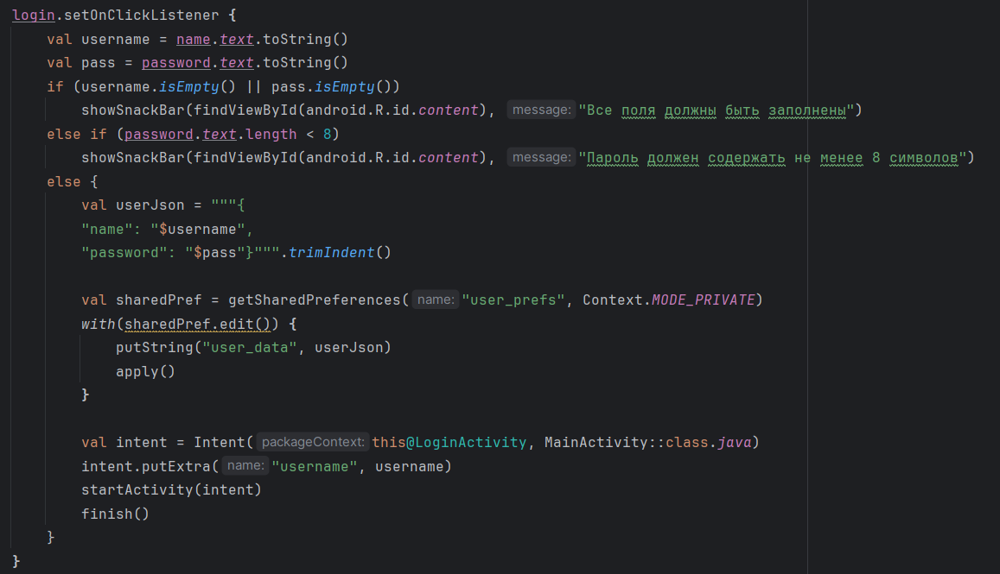 login.setOnClickListener {
val username = name.text.toString()
val pass = password.text.toString()
if (username.isEmpty() || pass.isEmpty())
showSnackBar(findViewById(android.R.id.content), message: "Все поля должны быть заполнены")
else if (password.text.length < 8)
showSnackBar(findViewById(android.R.id.content), message: "Пароль должен содержать не менее 8 символов")
else {
val userJson = """{
"name": "$username",
"password": "$pass"}""".trimIndent()
val sharedPref = getSharedPreferences( name: "user_prefs", Context.MODE_PRIVATE)
with(sharedPref.edit()) {
putString("user_data", userJson)
apply()
}
val intent = Intent( packageContext: this@LoginActivity, MainActivity::class.java)
intent.putExtra( name: "username", username)
startActivity(intent)
finish()
}
}